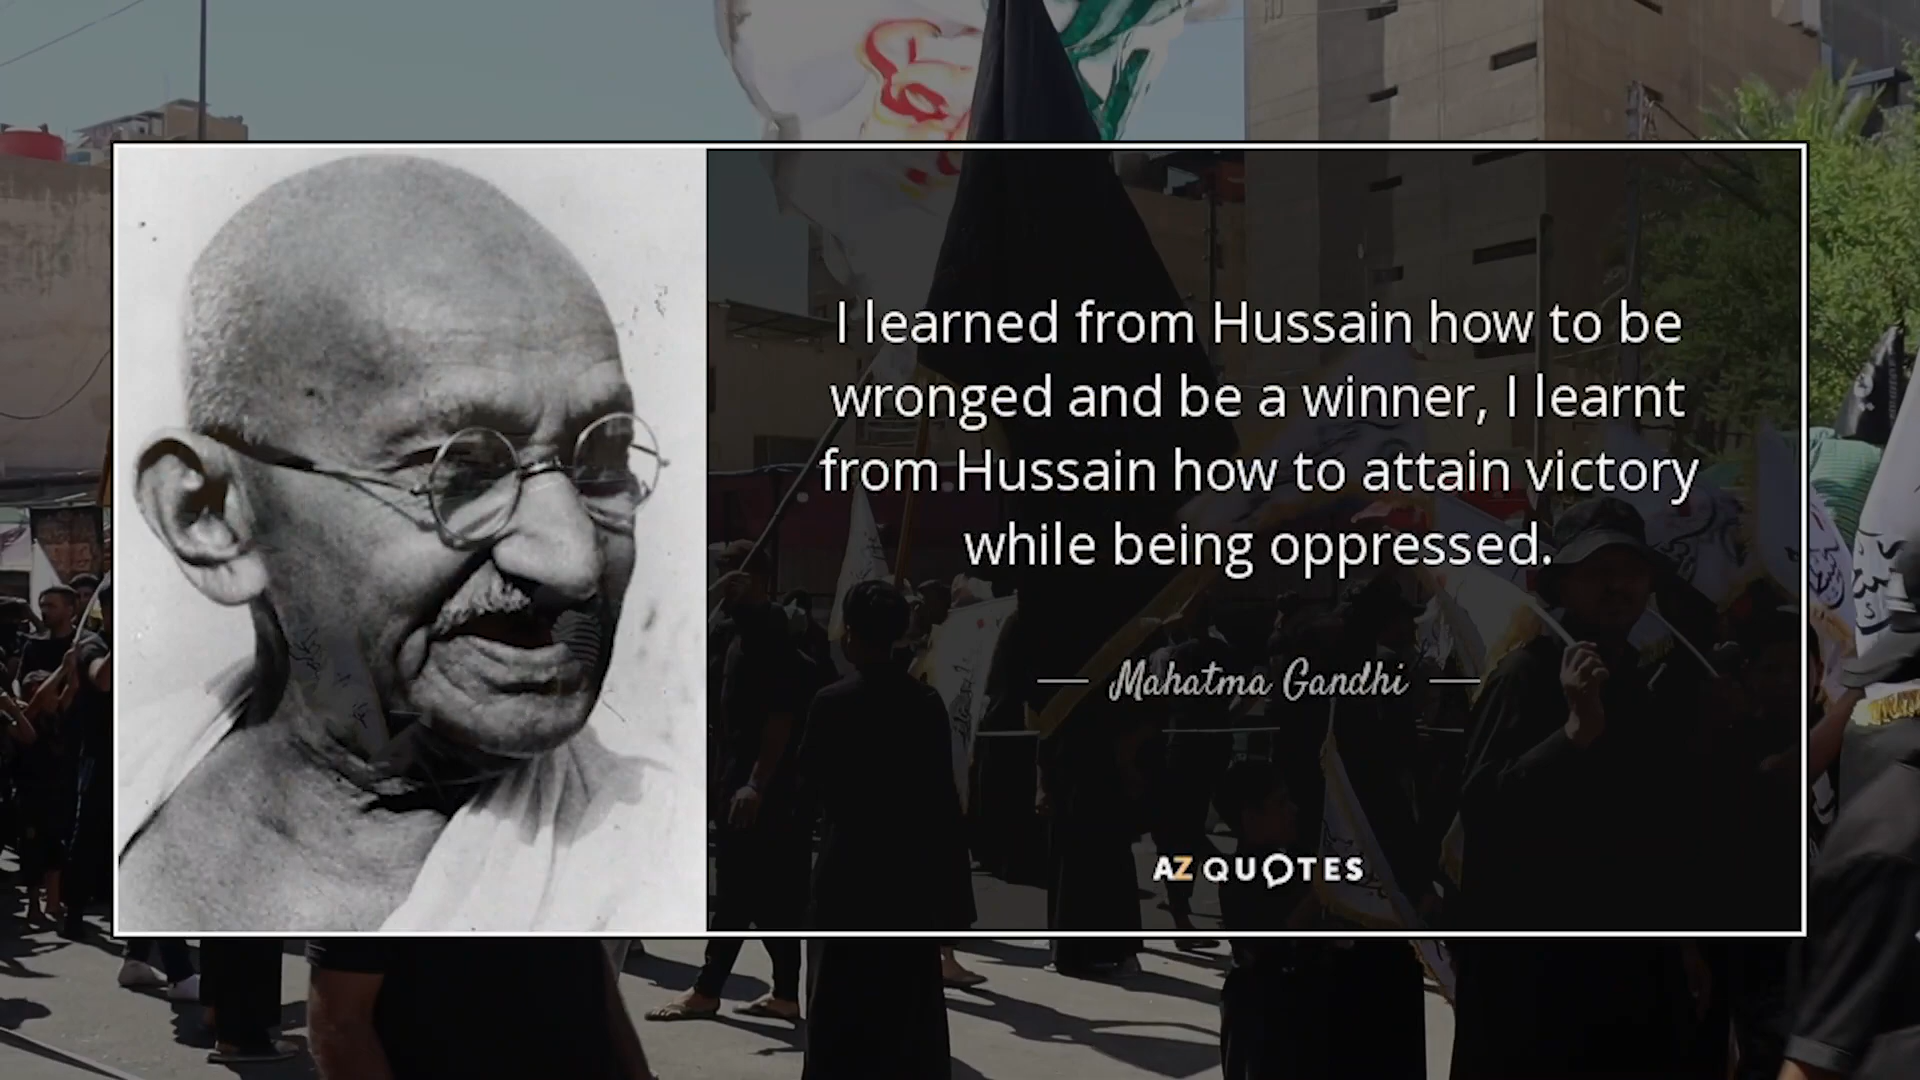 I learned from Hussain how to be
wronged and be a winner, I learnt
from Hussain how to attain victory
while being oppressed.
Mahatma Gandhi
AZ QUOTES